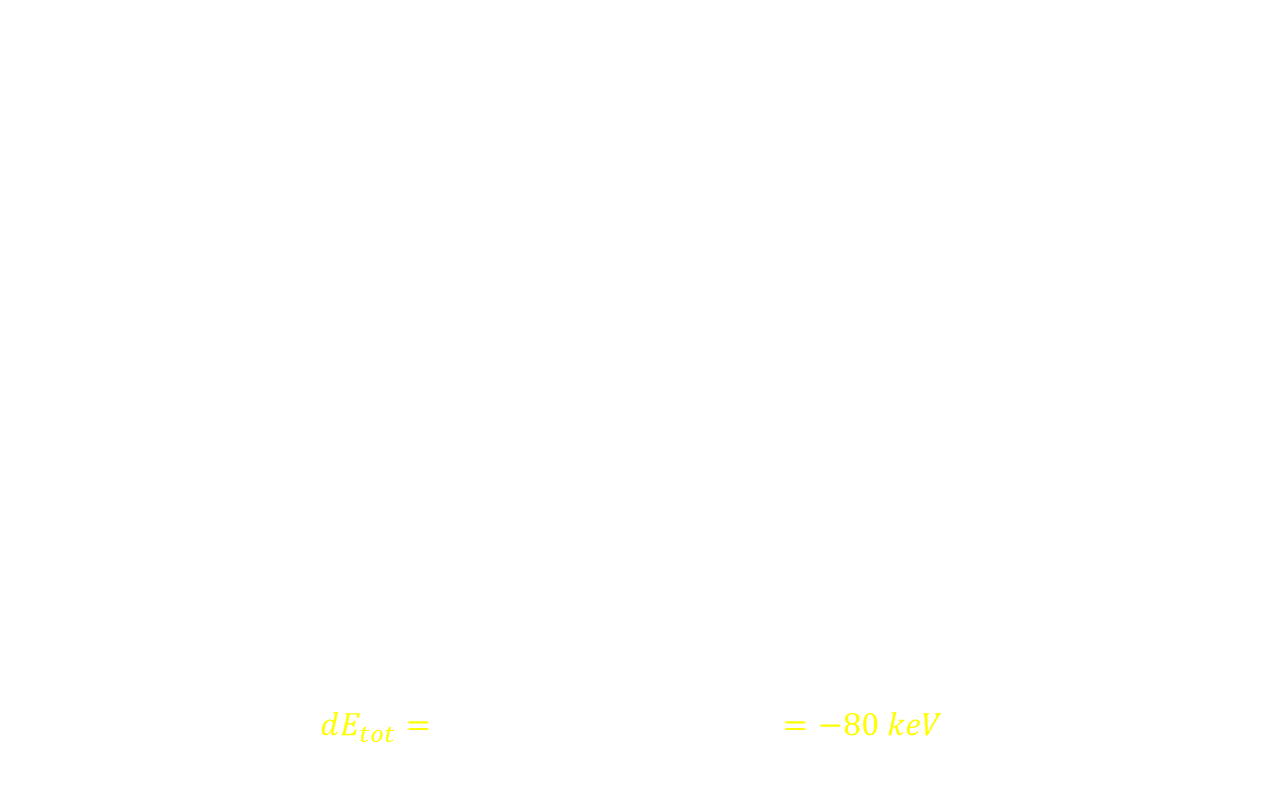 dE_tot = = −80 keV